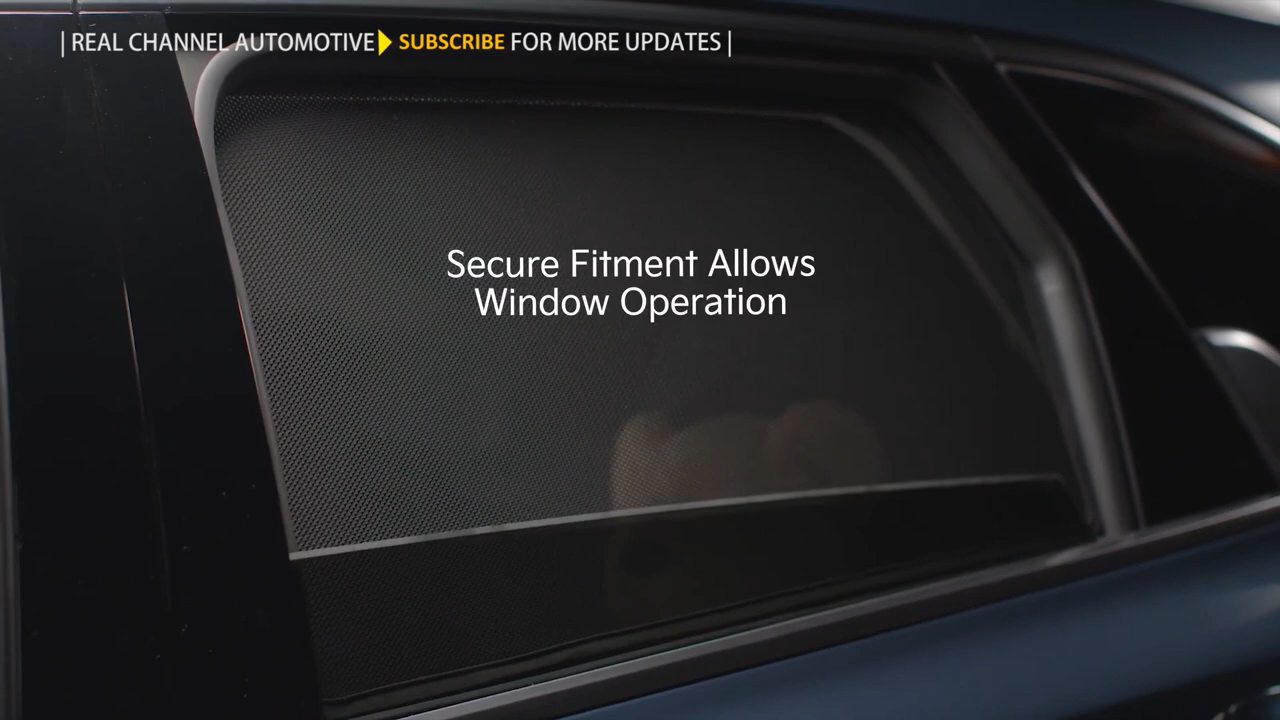 | REAL CHANNEL AUTOMOTIVE SUBSCRIBE FOR MORE UPDATES |
Secure Fitment Allows
Window Operation